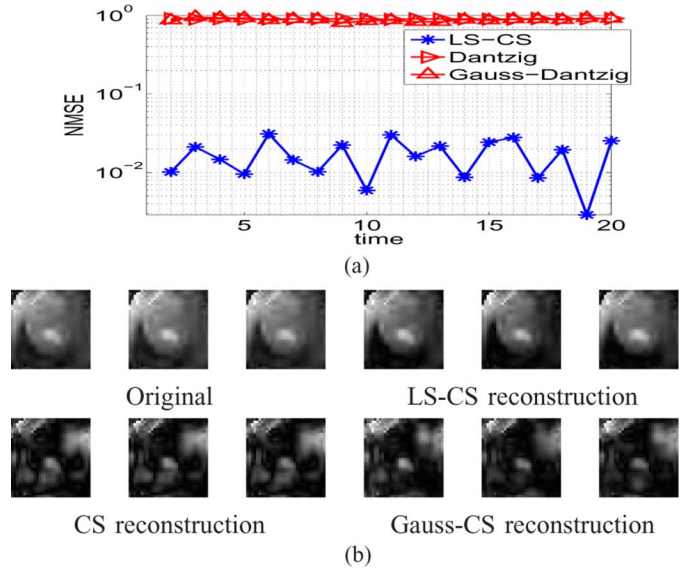 10⁰
LS-CS
Dantzig
Gauss-Dantzig
10⁻¹
NMSE
10⁻²
5 10 15 20
time
(a)
Original LS-CS reconstruction
CS reconstruction Gauss-CS reconstruction
(b)